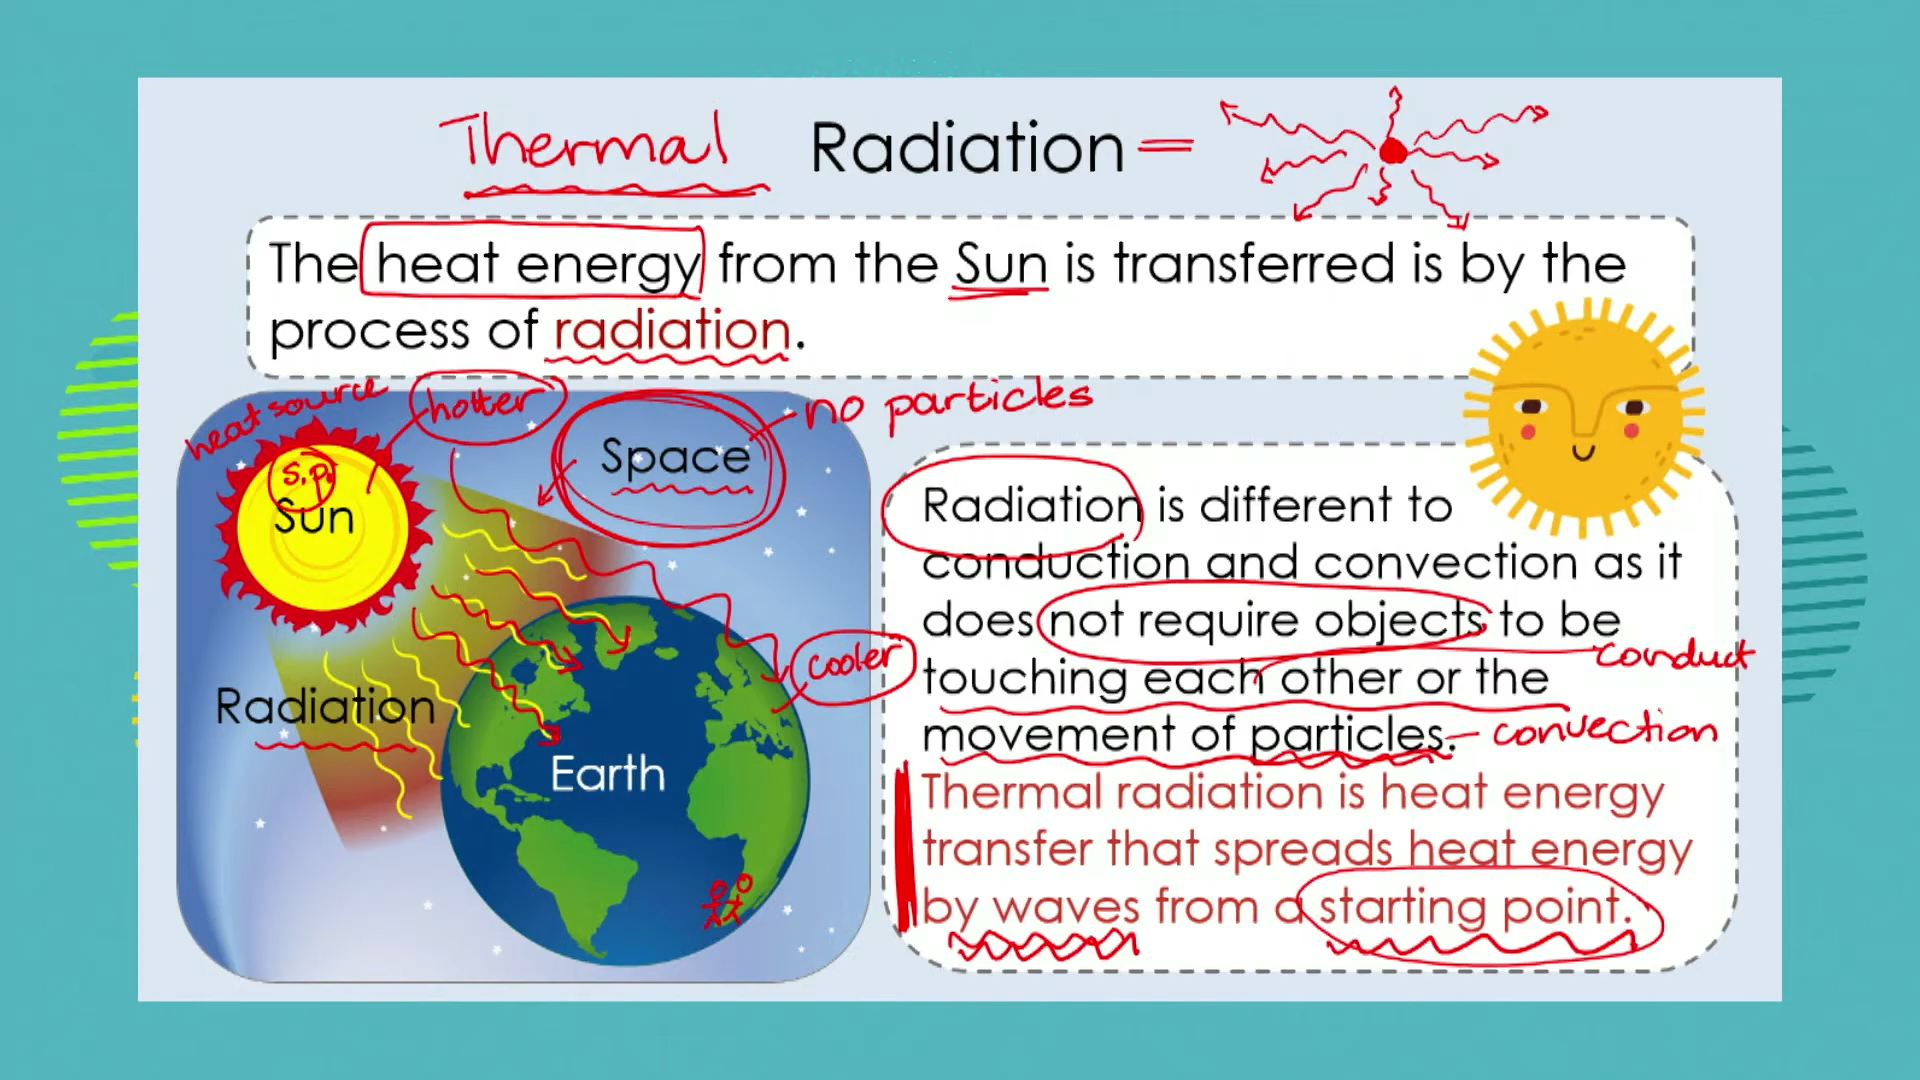 Thermal Radiation =
The heat energy from the Sun is transferred is by the
process of radiation.
heat source
hotter
no particles
Space
s.p.
Sun
Radiation
Earth
cooler
Radiation is different to
conduction and convection as it
does not require objects to be
conduct
touching each other or the
movement of particles. - convection
Thermal radiation is heat energy
transfer that spreads heat energy
by waves from a starting point.